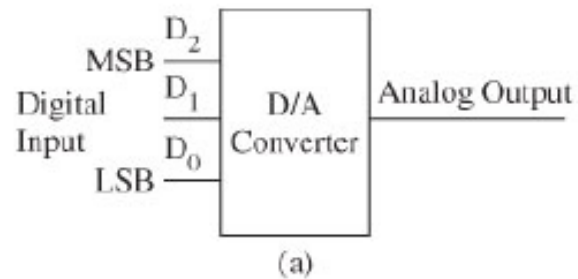 D₂
MSB
D₁
Digital
Input
D₀
LSB
D/A
Converter
Analog Output
(a)